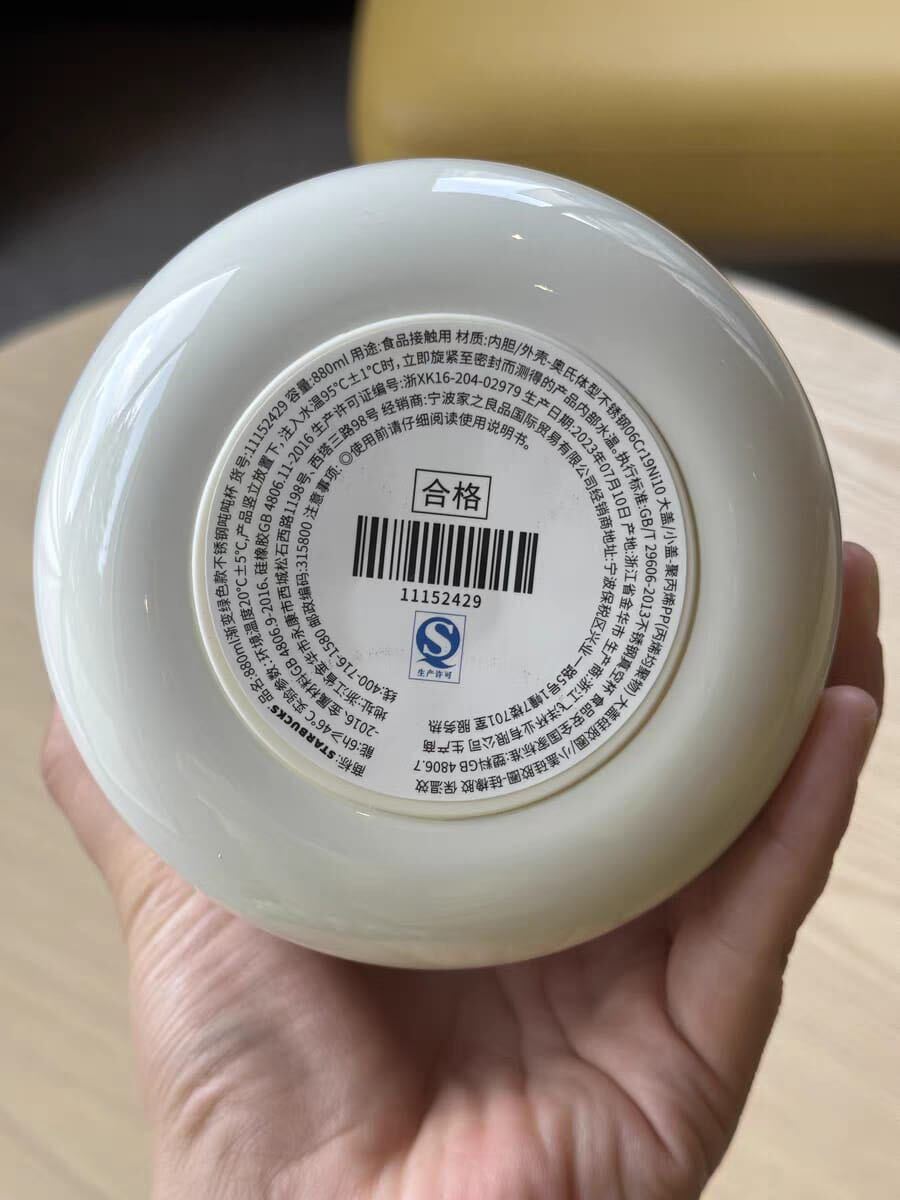 商标:STARBUCKS 品名:880ml渐变绿色款不锈钢吨吨杯 货号:11152429 容量:880ml 用途:食品接触用 材质:内胆/外壳-奥氏体型不锈钢06Cr19Ni10 大盖/小盖-聚丙烯PP(丙烯均聚物) 大盖硅胶圈/小盖硅胶圈-硅橡胶 保温效
能:6h≥46°C 实验参数:环境温度20°C±5°C,产品竖立放置下,注入水温95°C±1°C时,立即旋紧至密封而测得的产品内部水温。执行标准:GB/T 29606-2013不锈钢真空杯 食品安全国家标准:塑料GB 4806.7
-2016、金属材料GB 4806.9-2016、硅橡胶GB 4806.11-2016 生产许可证编号:浙XK16-204-02979 生产日期:2023年07月10日 产地:浙江省金华市 生产商:浙江飞洋杯业有限公司 生产商
地址:浙江省金华市永康市西城松石西路1198号,西塔三路98号 经销商:宁波家之良品国际贸易有限公司经销商地址:宁波保税区兴业一路5号1幢7楼701室 服务热
线:400-716-1580 邮政编码:315800 注意事项: ◎使用前请仔细阅读使用说明书。
合格
11152429
生产许可